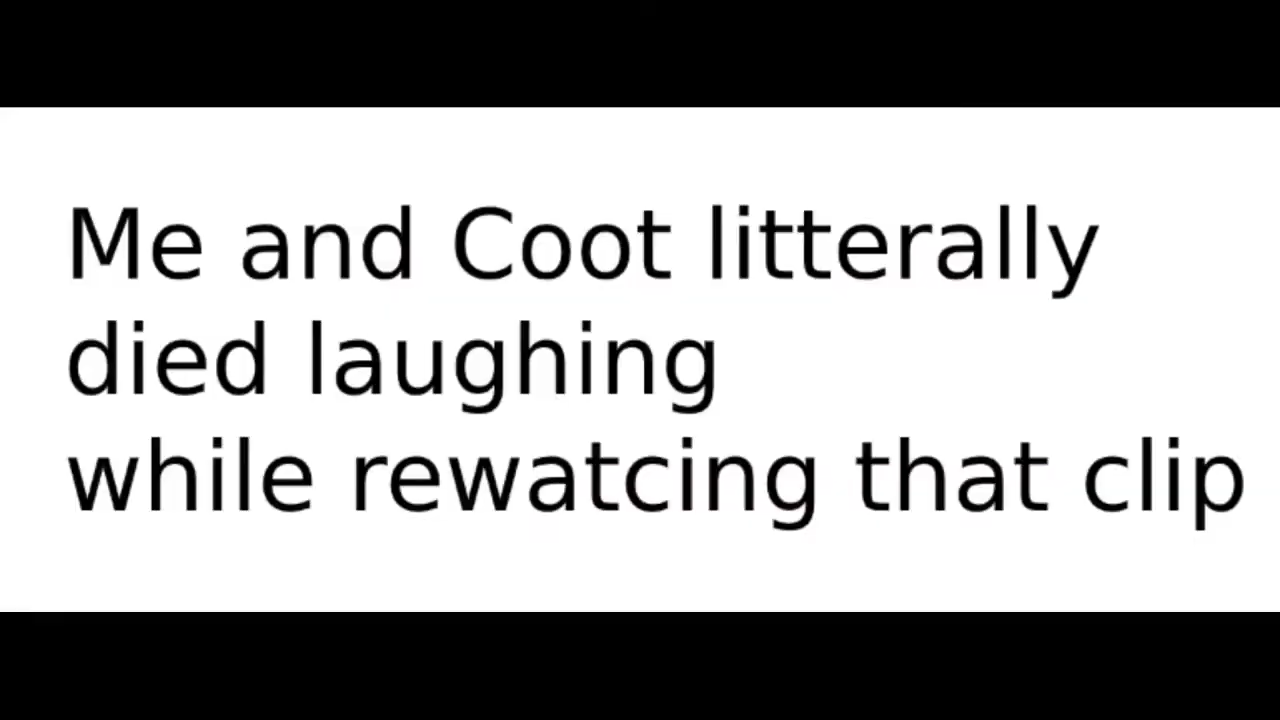 Me and Coot litterally
died laughing
while rewatcing that clip